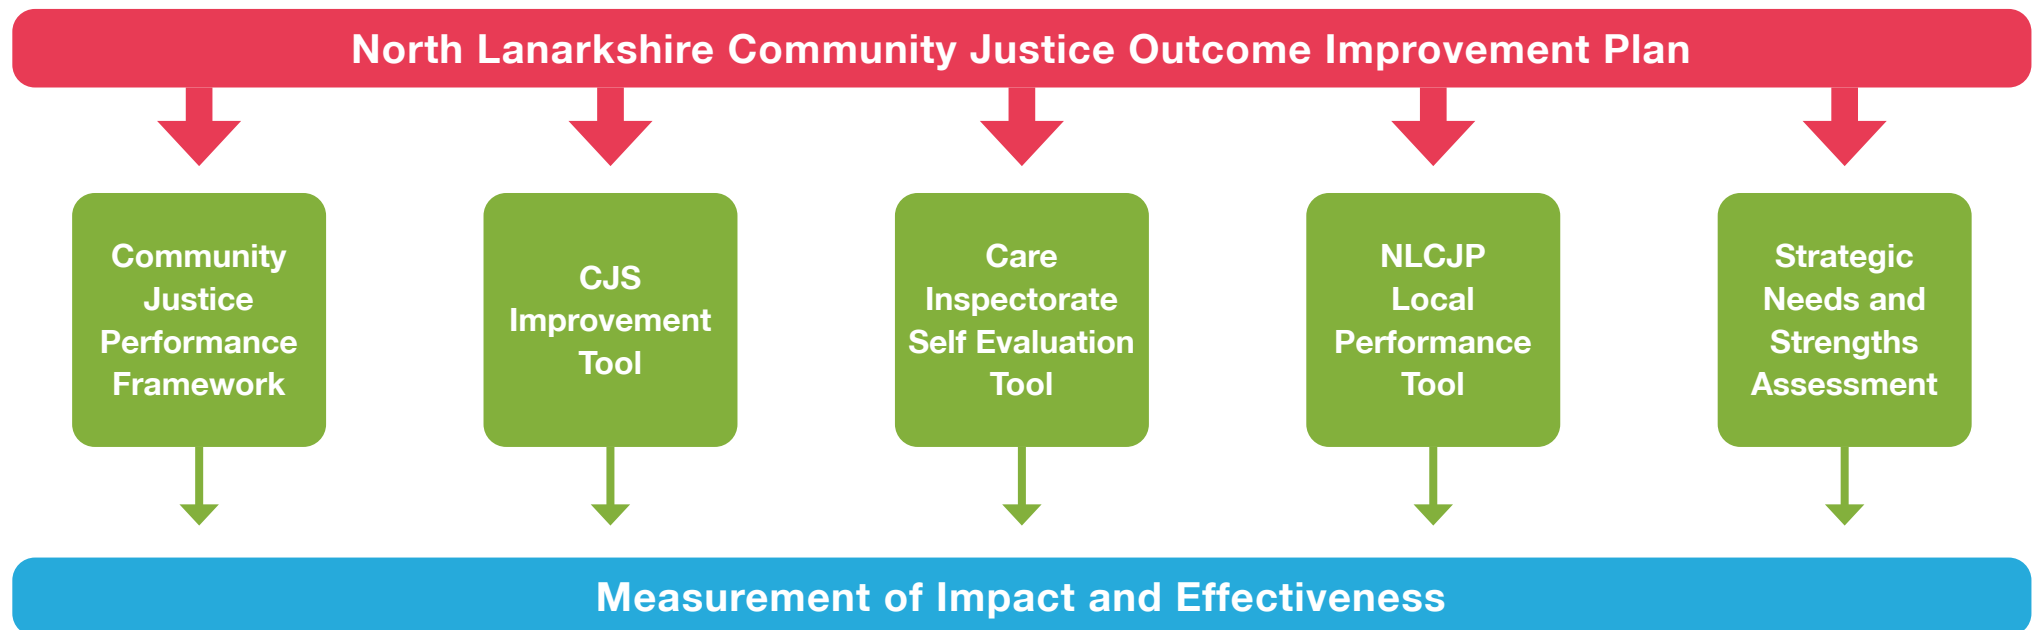 North Lanarkshire Community Justice Outcome Improvement Plan
Community
Justice
Performance
Framework
CJS
Improvement
Tool
Care
Inspectorate
Self Evaluation
Tool
NLCJP
Local
Performance
Tool
Strategic
Needs and
Strengths
Assessment
Measurement of Impact and Effectiveness